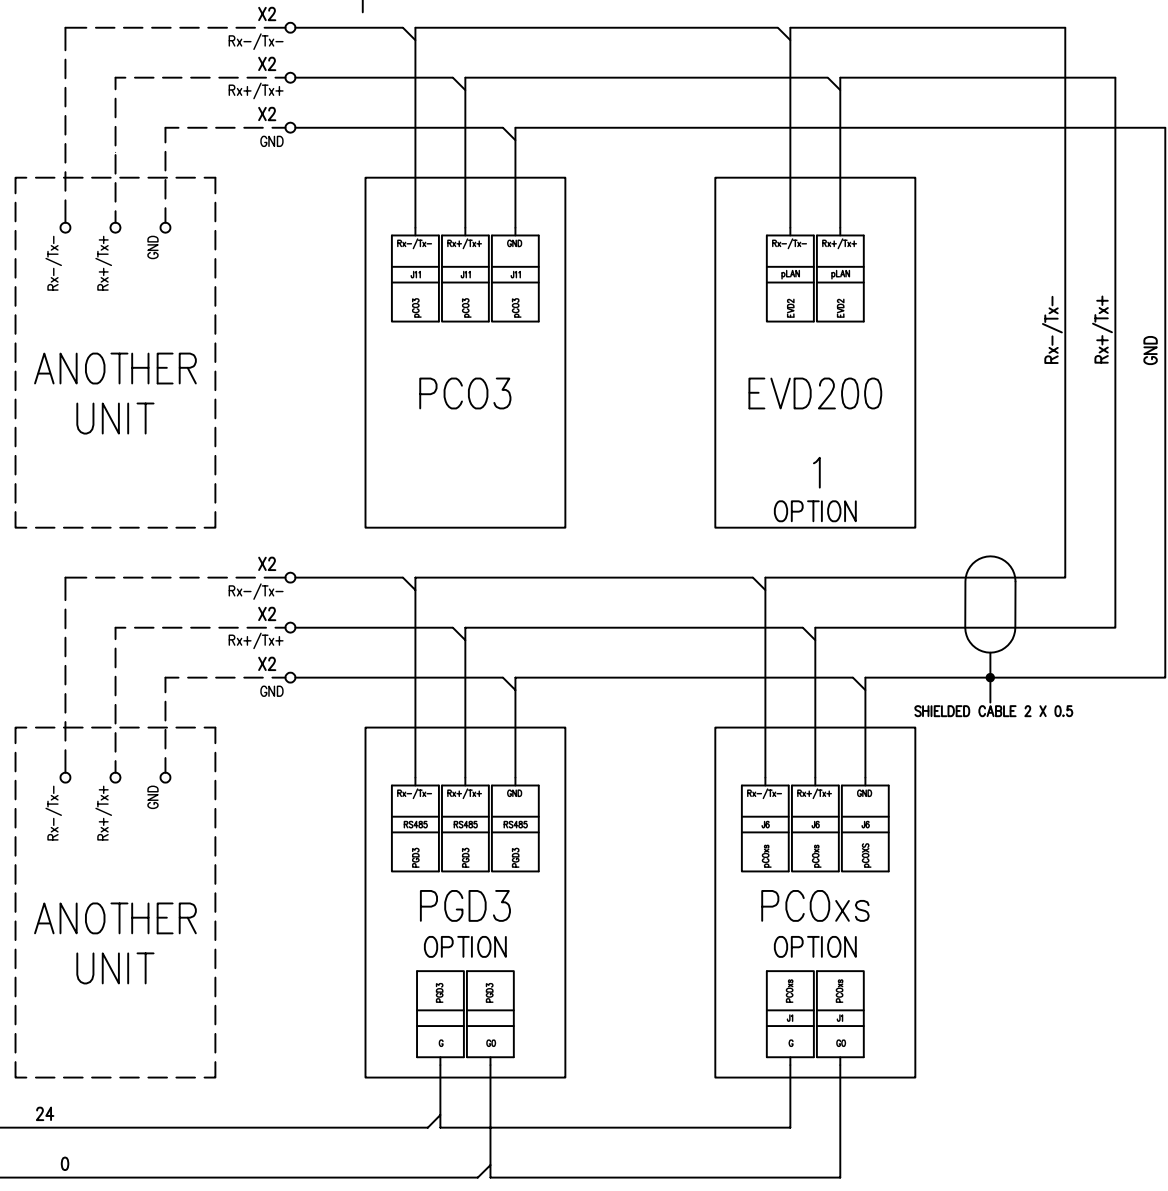 X2
Rx-/Tx-
X2
Rx+/Tx+
X2
GND
Rx-/Tx-
Rx+/Tx+
GND
ANOTHER
UNIT
Rx-/Tx- Rx+/Tx+ GND
J11 J11 J11
pCO3 pCO3 pCO3
PCO3
Rx-/Tx- Rx+/Tx+
pLAN pLAN
EVD2 EVD2
EVD200
1
OPTION
Rx-/Tx-
Rx+/Tx+
GND
X2
Rx-/Tx-
X2
Rx+/Tx+
X2
GND
SHIELDED CABLE 2 X 0.5
Rx-/Tx-
Rx+/Tx+
GND
ANOTHER
UNIT
Rx-/Tx- Rx+/Tx+ GND
RS485 RS485 RS485
PGD3 PGD3 PGD3
PGD3
OPTION
PGD3 PGD3
G G0
Rx-/Tx- Rx+/Tx+ GND
J6 J6 J6
pCOxs pCOxs pCOXS
PCOxs
OPTION
PCOxs PCOxs
J1 J1
G G0
24
0